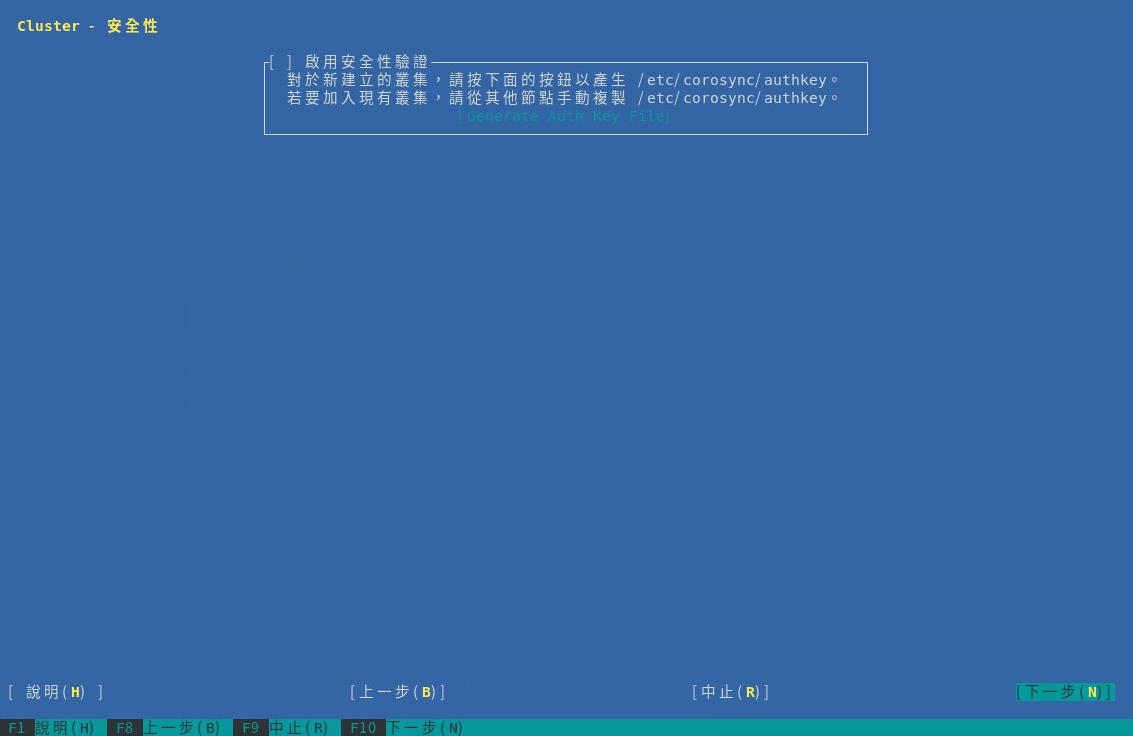 Cluster - 安全性
[ ] 啟用安全性驗證
對於新建立的叢集，請按下面的按鈕以產生 /etc/corosync/authkey。
若要加入現有叢集，請從其他節點手動複製 /etc/corosync/authkey。
[Generate Auth Key File]
[ 說明(H) ] [上一步(B)] [中止(R)] [下一步(N)]
F1 說明(H) F8 上一步(B) F9 中止(R) F10 下一步(N)